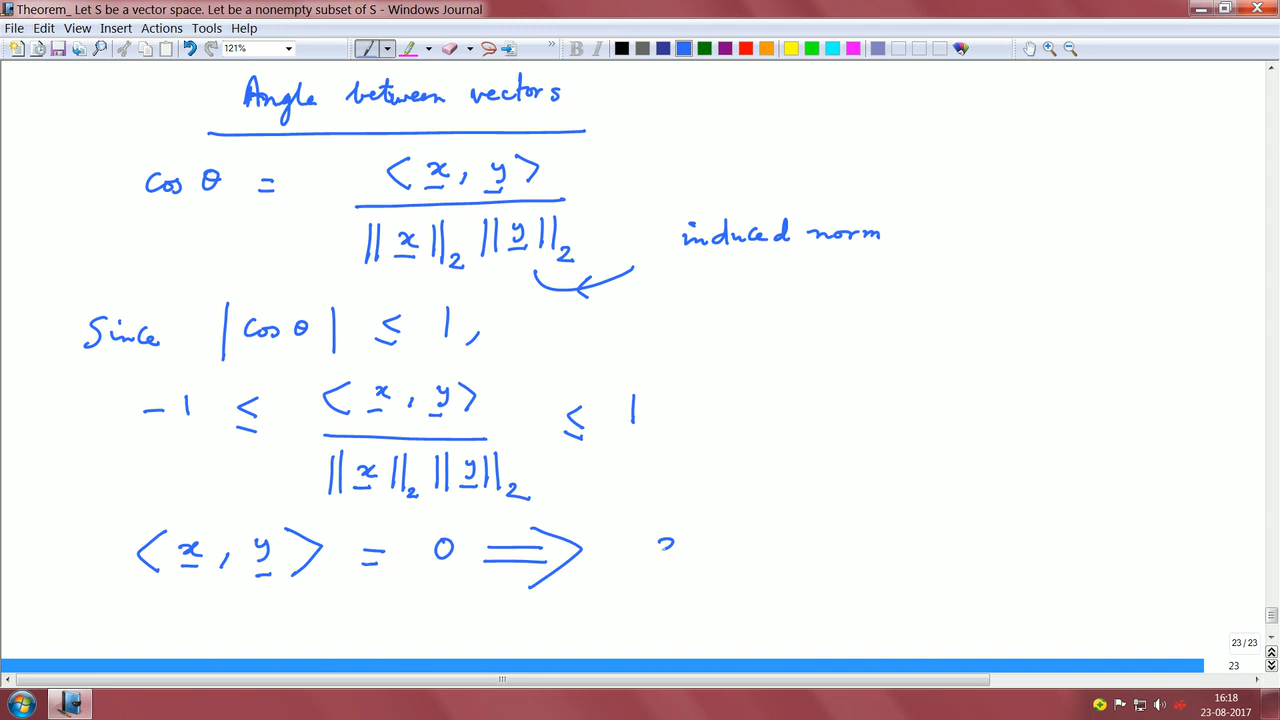 Theorem_ Let S be a vector space. Let be a nonempty subset of S - Windows Journal
File Edit View Insert Actions Tools Help
121%
Angle between vectors
cos θ = <x, y> / ||x||₂ ||y||₂
induced norm
Since |cos θ| ≤ 1,
-1 ≤ <x, y> / ||x||₂ ||y||₂ ≤ 1
<x, y> = 0 ⟹
23 / 23
23
16:18
23-08-2017